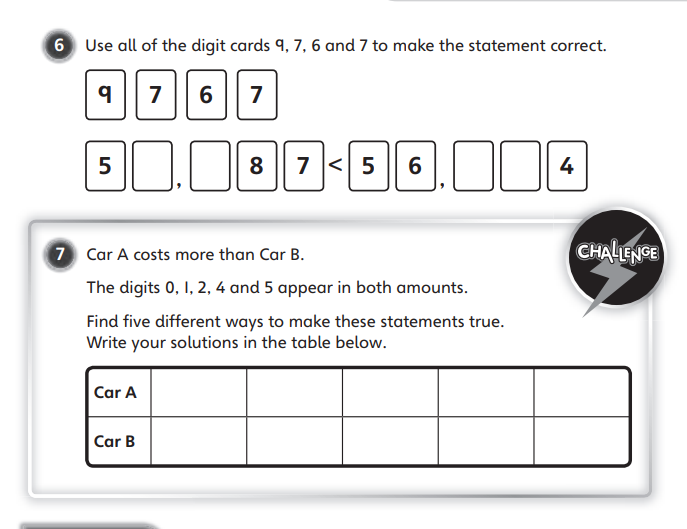 6 Use all of the digit cards 9, 7, 6 and 7 to make the statement correct.
9 7 6 7
5 , 8 7 < 5 6 , 4
CHALLENGE
7 Car A costs more than Car B.
The digits 0, 1, 2, 4 and 5 appear in both amounts.
Find five different ways to make these statements true.
Write your solutions in the table below.
Car A
Car B